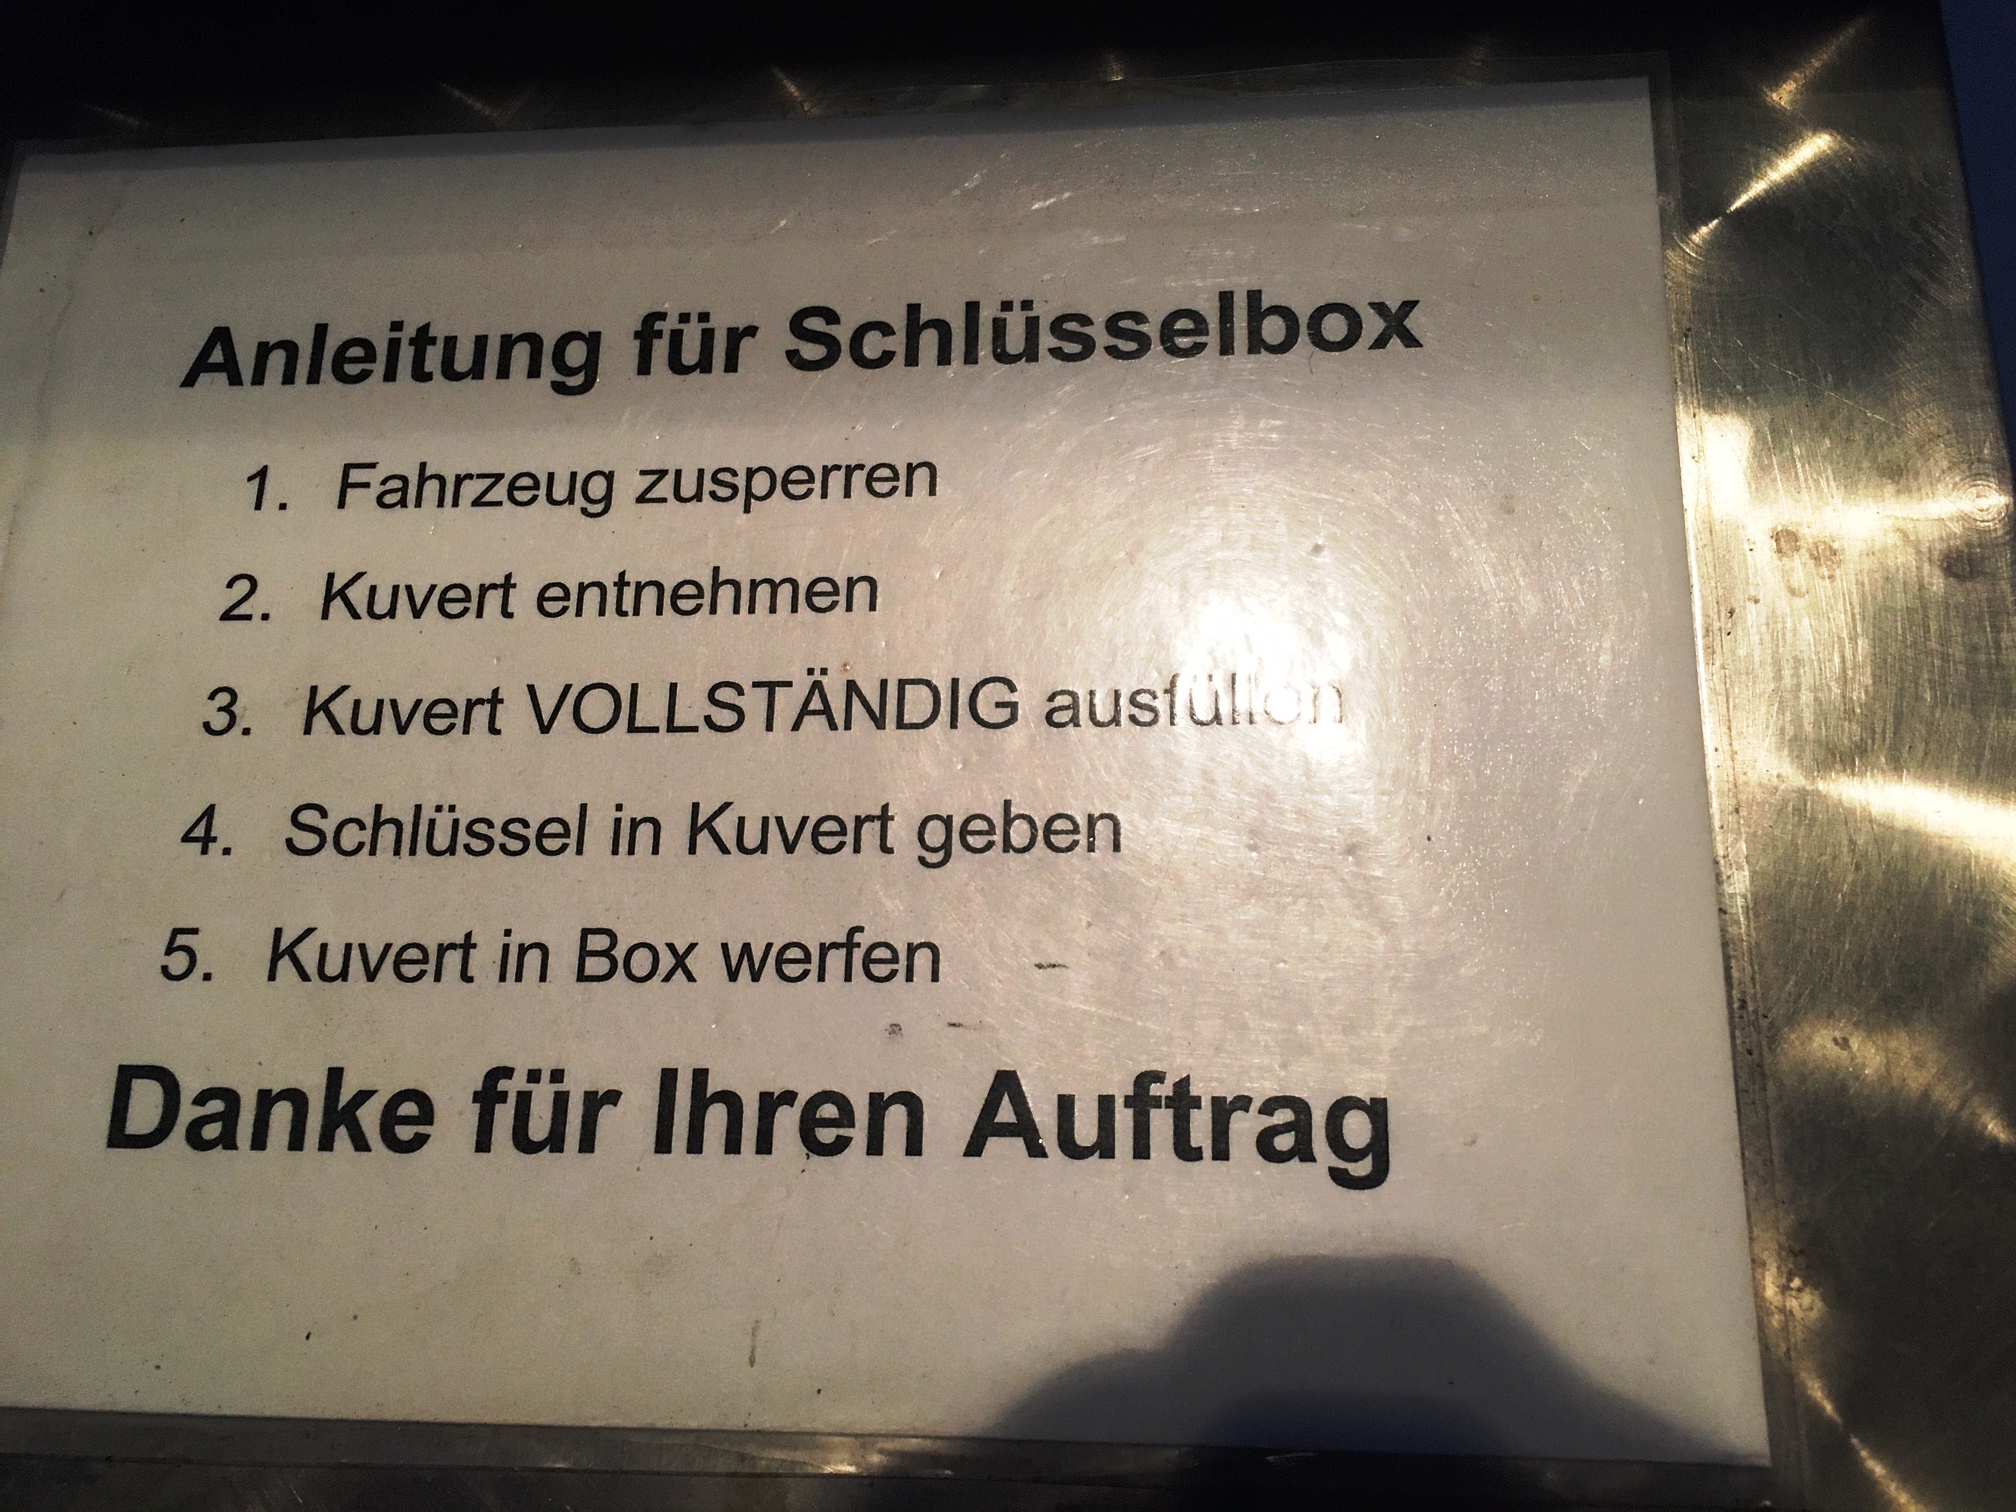 Anleitung für Schlüsselbox
1. Fahrzeug zusperren
2. Kuvert entnehmen
3. Kuvert VOLLSTÄNDIG ausfüllen
4. Schlüssel in Kuvert geben
5. Kuvert in Box werfen
Danke für Ihren Auftrag